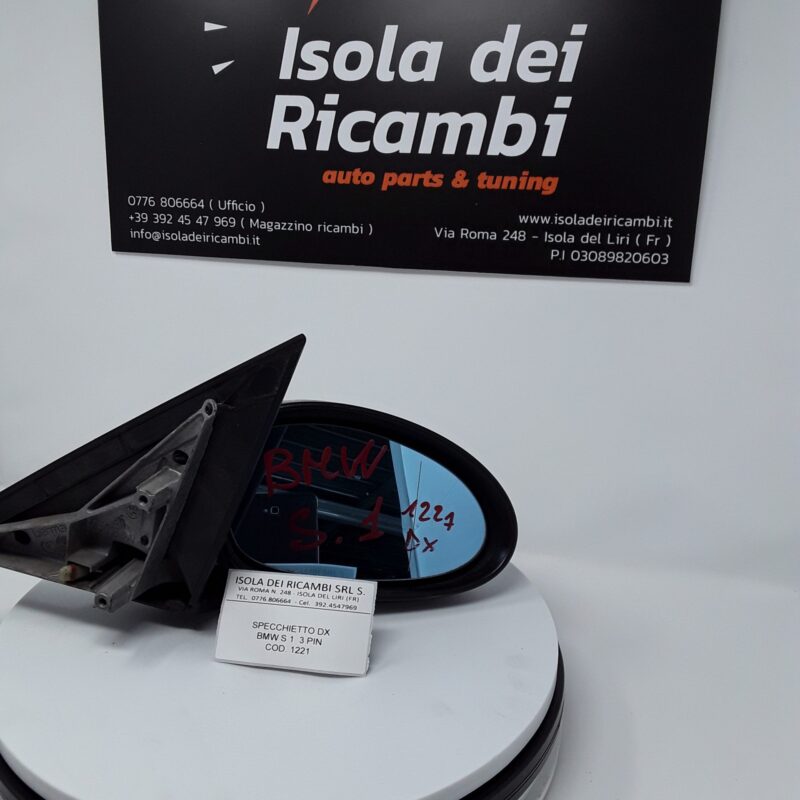 Isola dei
Ricambi
auto parts & tuning
0776 806664 ( Ufficio )
+39 392 45 47 969 ( Magazzino ricambi )
info@isoladeiricambi.it
www.isoladeiricambi.it
Via Roma 248 - Isola del Liri ( Fr )
P.I 03089820603
BMW
S.1
1221
Dx
ISOLA DEI RICAMBI SRL S.
VIA ROMA N. 248 - ISOLA DEL LIRI (FR)
TEL. 0776.806664 - Cel. 392.4547969
SPECCHIETTO DX
BMW S 1 3 PIN
COD. 1221